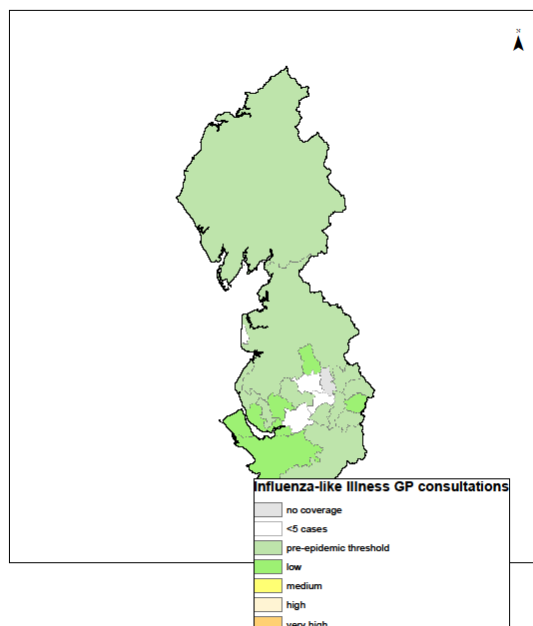 N
Influenza-like Illness GP consultations
no coverage
<5 cases
pre-epidemic threshold
low
medium
high
very high